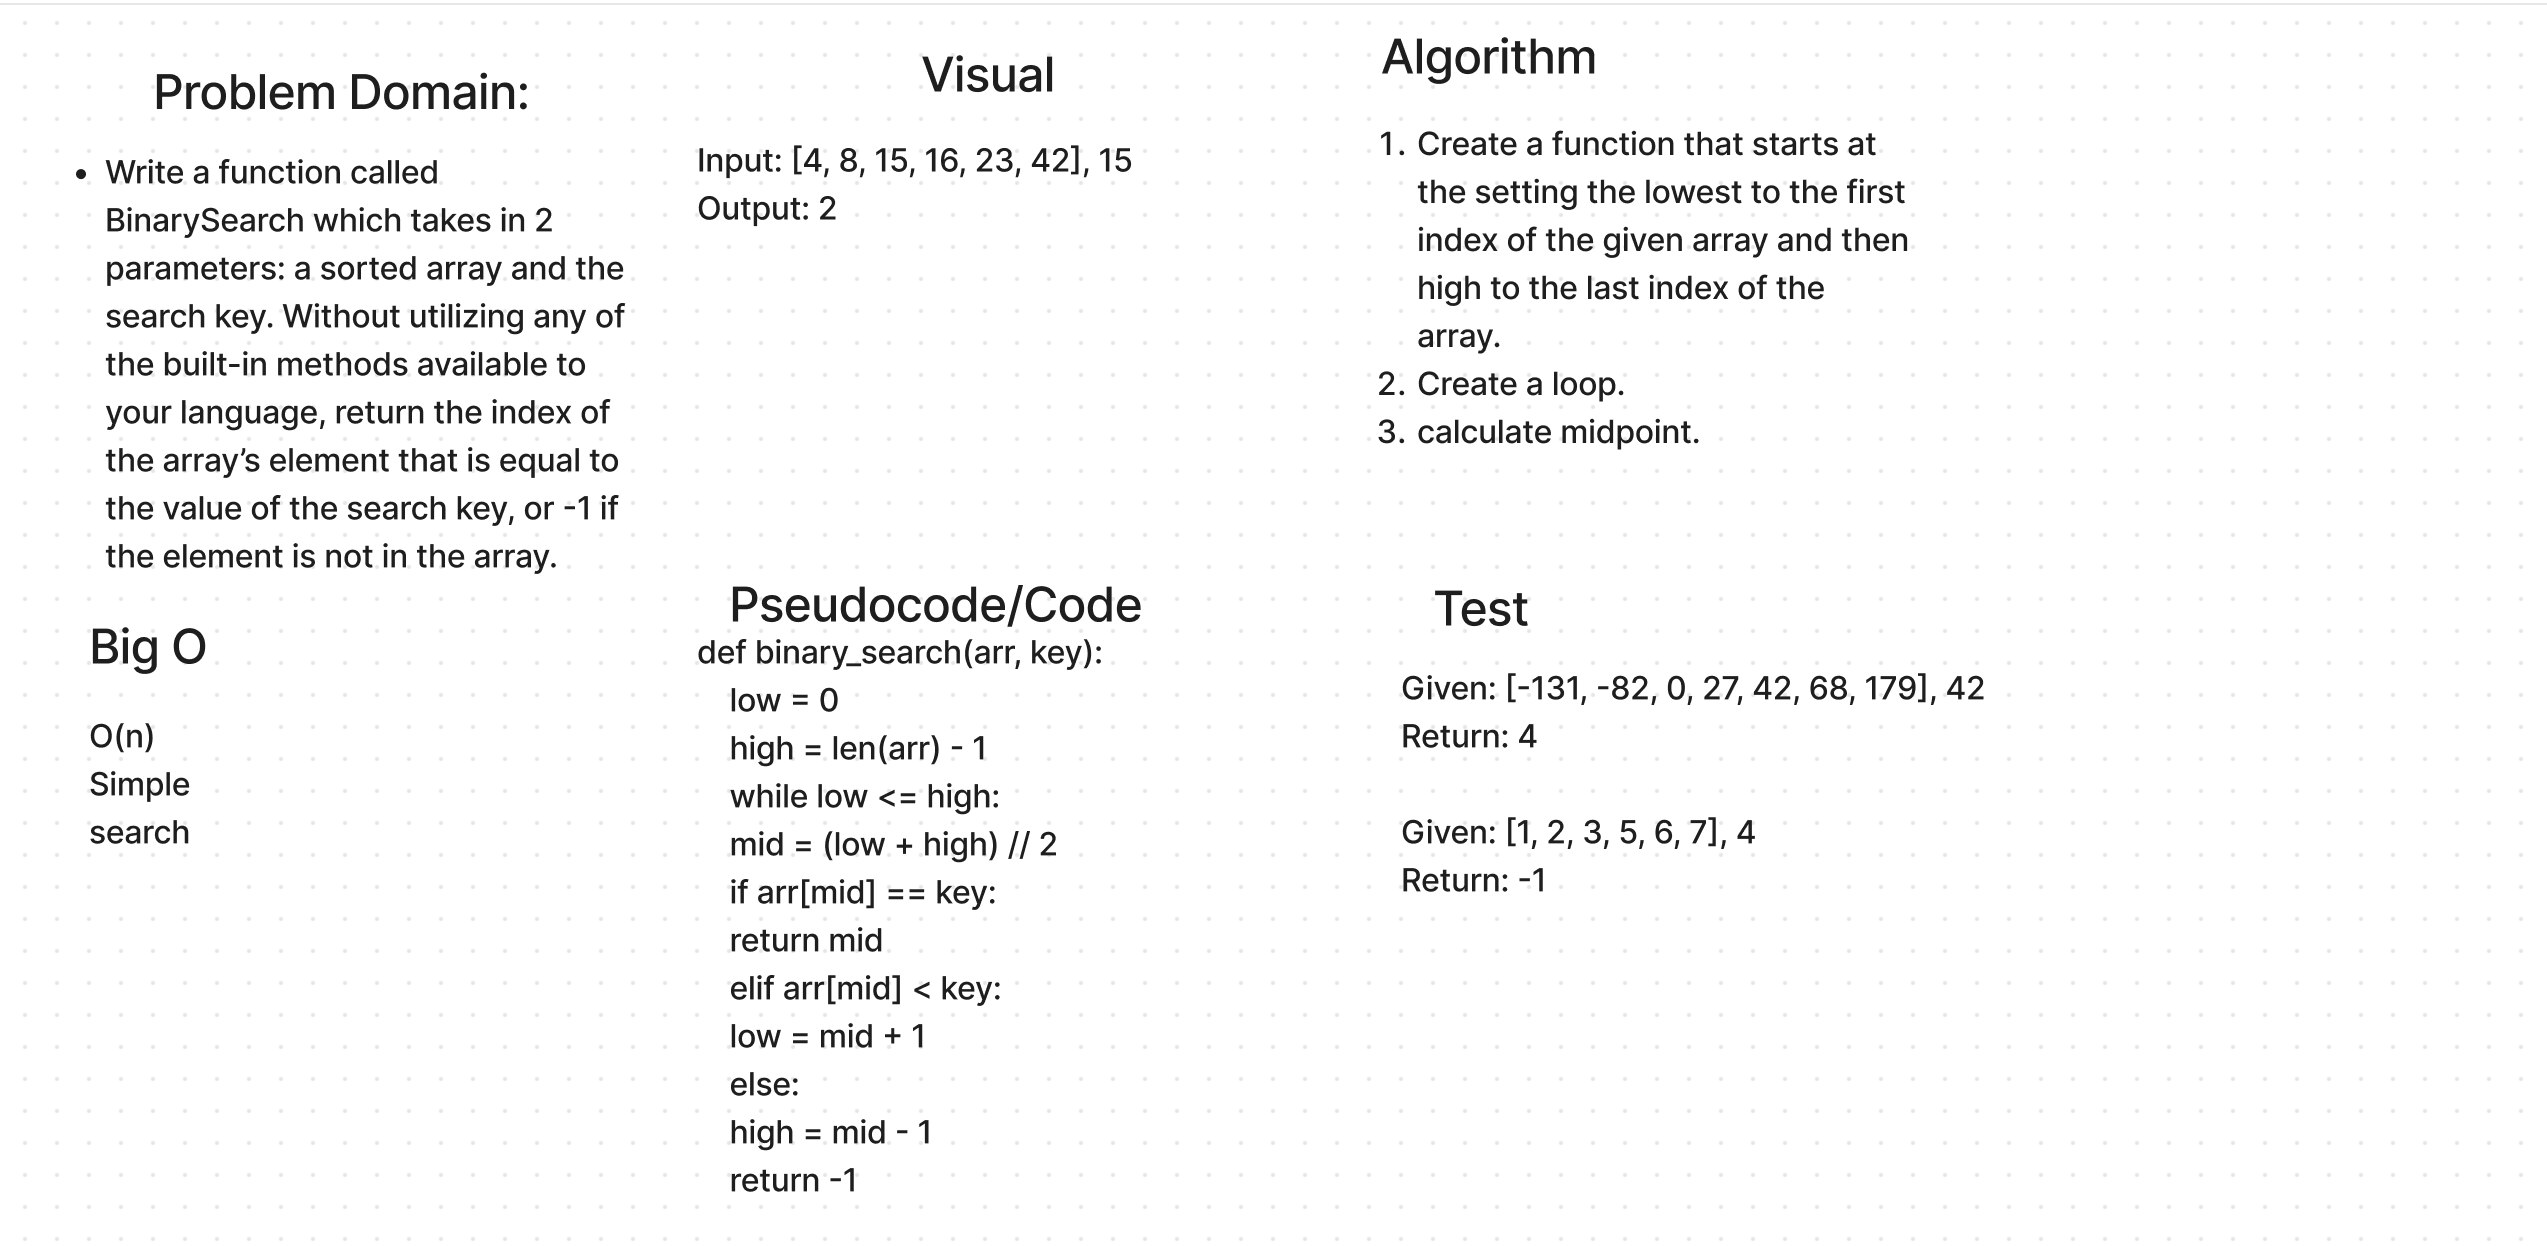 Problem Domain:
• Write a function called
BinarySearch which takes in 2
parameters: a sorted array and the
search key. Without utilizing any of
the built-in methods available to
your language, return the index of
the array’s element that is equal to
the value of the search key, or -1 if
the element is not in the array.
Visual
Input: [4, 8, 15, 16, 23, 42], 15
Output: 2
Algorithm
1. Create a function that starts at
the setting the lowest to the first
index of the given array and then
high to the last index of the
array.
2. Create a loop.
3. calculate midpoint.
Big O
O(n)
Simple
search
Pseudocode/Code
def binary_search(arr, key):
low = 0
high = len(arr) - 1
while low <= high:
mid = (low + high) // 2
if arr[mid] == key:
return mid
elif arr[mid] < key:
low = mid + 1
else:
high = mid - 1
return -1
Test
Given: [-131, -82, 0, 27, 42, 68, 179], 42
Return: 4
Given: [1, 2, 3, 5, 6, 7], 4
Return: -1